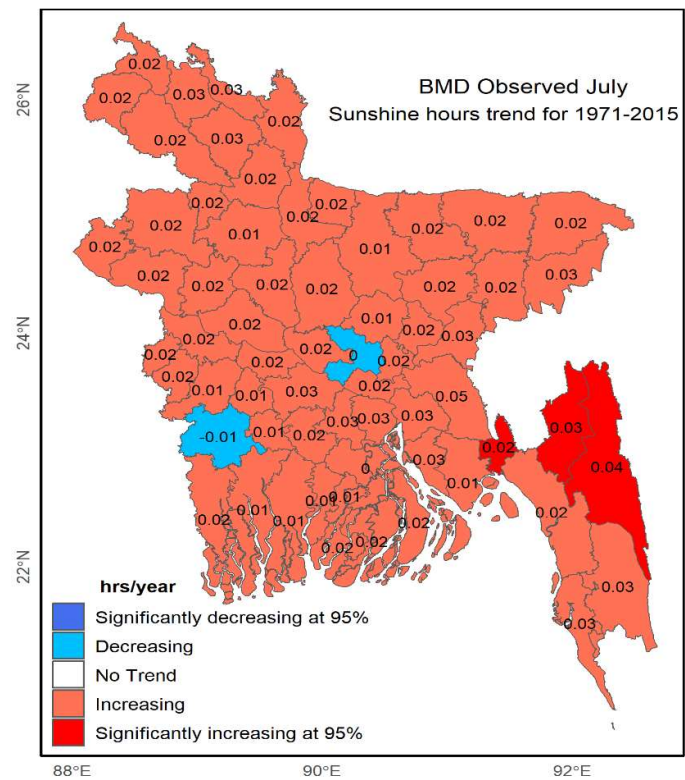 BMD Observed July
Sunshine hours trend for 1971-2015
26°N
24°N
22°N
0.02
0.02 0.03 0.03
0.02
0.02 0.03
0.02
0.02 0.02 0.02
0.02 0.01 0.01 0.02 0.02 0.02
0.02
0.02 0.02 0.02 0.02 0.02 0.02 0.03
0.02 0.01 0.02 0.03
0.02 0.02 0.02 0 0.02
0.02 0.01 0.01 0.03 0.02 0.05
-0.01 0.01 0.02 0.03 0.03 0.03 0.02 0.03
0 0.03 0.04
0.01
0.02 0.01 0.01 0.01 0.01 0.02 0.02
0.02 0.02
0.03
0.03
hrs/year
Significantly decreasing at 95%
Decreasing
No Trend
Increasing
Significantly increasing at 95%
88°E 90°E 92°E